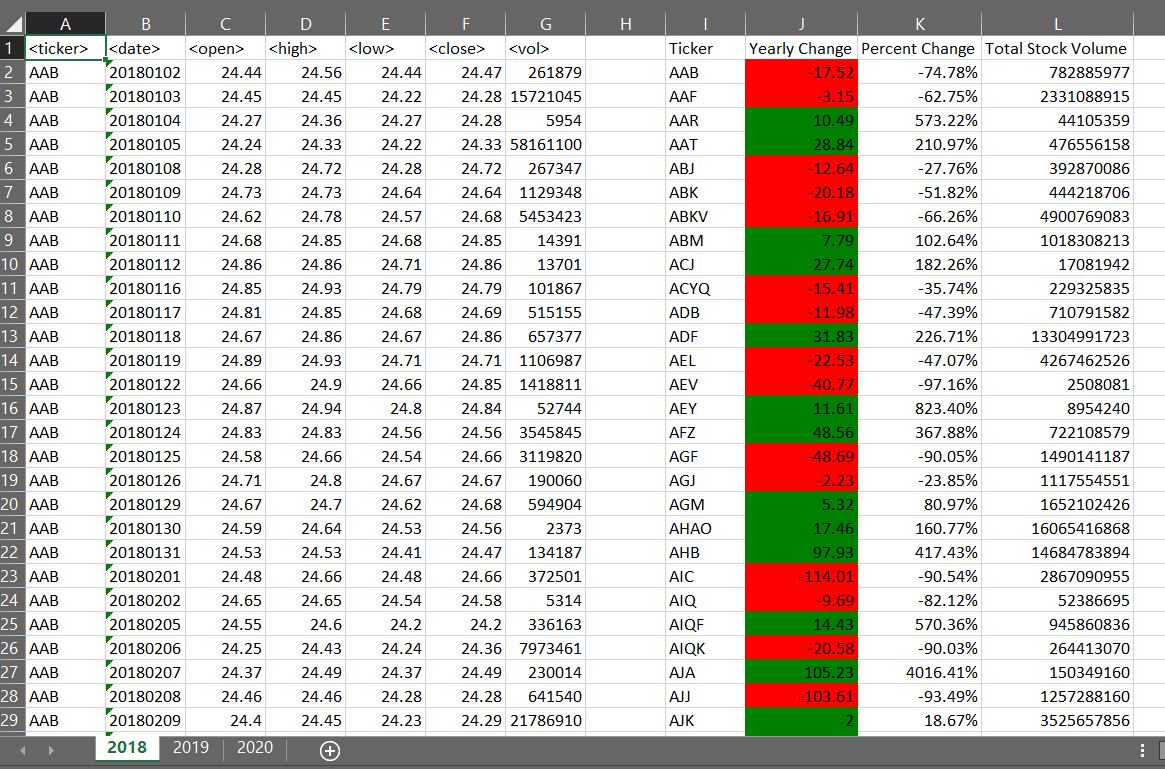 A B C D E F G H I J K L
1 <ticker> <date> <open> <high> <low> <close> <vol> Ticker Yearly Change Percent Change Total Stock Volume
2 AAB 20180102 24.44 24.56 24.44 24.47 261879 AAB -17.52 -74.78% 782885977
3 AAB 20180103 24.45 24.45 24.22 24.28 15721045 AAF -3.15 -62.75% 2331088915
4 AAB 20180104 24.27 24.36 24.27 24.28 5954 AAR 10.49 573.22% 44105359
5 AAB 20180105 24.24 24.33 24.22 24.33 58161100 AAT 28.84 210.97% 476556158
6 AAB 20180108 24.28 24.72 24.28 24.72 267347 ABJ -12.64 -27.76% 392870086
7 AAB 20180109 24.73 24.73 24.64 24.64 1129348 ABK -20.18 -51.82% 444218706
8 AAB 20180110 24.62 24.78 24.57 24.68 5453423 ABKV -16.91 -66.26% 4900769083
9 AAB 20180111 24.68 24.85 24.68 24.85 14391 ABM 7.79 102.64% 1018308213
10 AAB 20180112 24.86 24.86 24.71 24.86 13701 ACJ 27.74 182.26% 17081942
11 AAB 20180116 24.85 24.93 24.79 24.79 101867 ACYQ -15.41 -35.74% 229325835
12 AAB 20180117 24.81 24.85 24.68 24.69 515155 ADB -11.98 -47.39% 710791582
13 AAB 20180118 24.67 24.86 24.67 24.86 657377 ADF 31.83 226.71% 13304991723
14 AAB 20180119 24.89 24.93 24.71 24.71 1106987 AEL -22.53 -47.07% 4267462526
15 AAB 20180122 24.66 24.9 24.66 24.85 1418811 AEV -40.77 -97.16% 2508081
16 AAB 20180123 24.87 24.94 24.8 24.84 52744 AEY 11.61 823.40% 8954240
17 AAB 20180124 24.83 24.83 24.56 24.56 3545845 AFZ 48.56 367.88% 722108579
18 AAB 20180125 24.58 24.66 24.54 24.66 3119820 AGF -48.69 -90.05% 1490141187
19 AAB 20180126 24.71 24.8 24.67 24.67 190060 AGJ -2.23 -23.85% 1117554551
20 AAB 20180129 24.67 24.7 24.62 24.68 594904 AGM 5.32 80.97% 1652102426
21 AAB 20180130 24.59 24.64 24.53 24.56 2373 AHAO 17.46 160.77% 16065416868
22 AAB 20180131 24.53 24.53 24.41 24.47 134187 AHB 97.93 417.43% 14684783894
23 AAB 20180201 24.48 24.66 24.48 24.66 372501 AIC -114.01 -90.54% 2867090955
24 AAB 20180202 24.65 24.65 24.54 24.58 5314 AIQ -9.69 -82.12% 52386695
25 AAB 20180205 24.55 24.6 24.2 24.2 336163 AIQF 14.43 570.36% 945860836
26 AAB 20180206 24.25 24.43 24.24 24.36 7973461 AIQK -20.58 -90.03% 264413070
27 AAB 20180207 24.37 24.49 24.37 24.49 230014 AJA 105.23 4016.41% 150349160
28 AAB 20180208 24.46 24.46 24.28 24.28 641540 AJJ -103.61 -93.49% 1257288160
29 AAB 20180209 24.4 24.45 24.23 24.29 21786910 AJK 2 18.67% 3525657856
2018 2019 2020